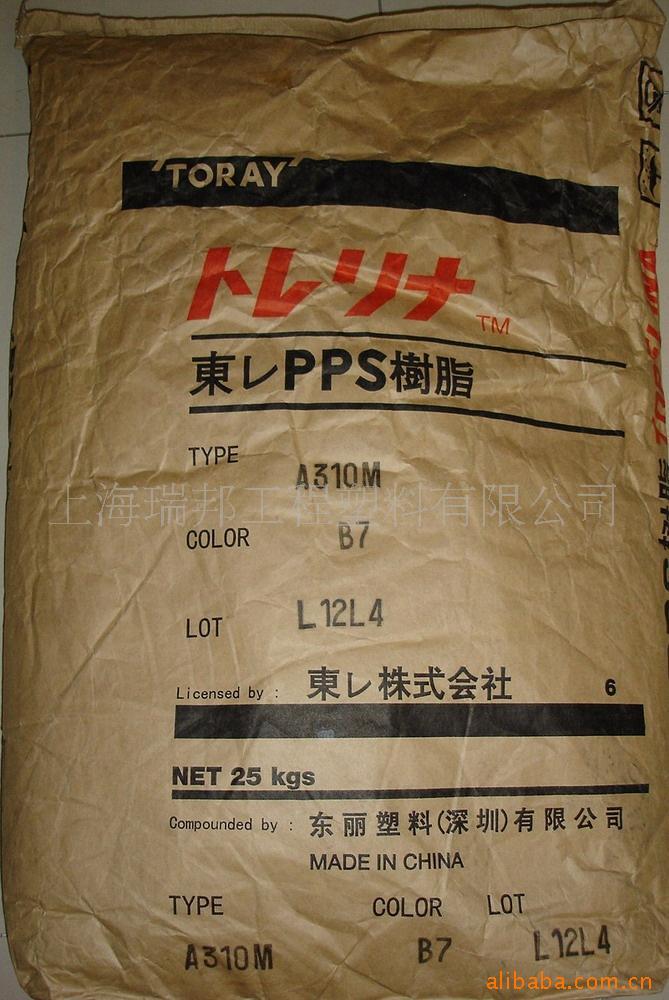 TORAY
トレリナ TM
東レPPS樹脂
TYPE A310M
上海瑞邦工程塑料有限公司
COLOR B7
LOT L12L4
Licensed by : 東レ株式会社 6
NET 25 kgs
Compounded by : 东丽塑料(深圳)有限公司
MADE IN CHINA
TYPE COLOR LOT
A310M B7 L12L4
alibaba.com.cn